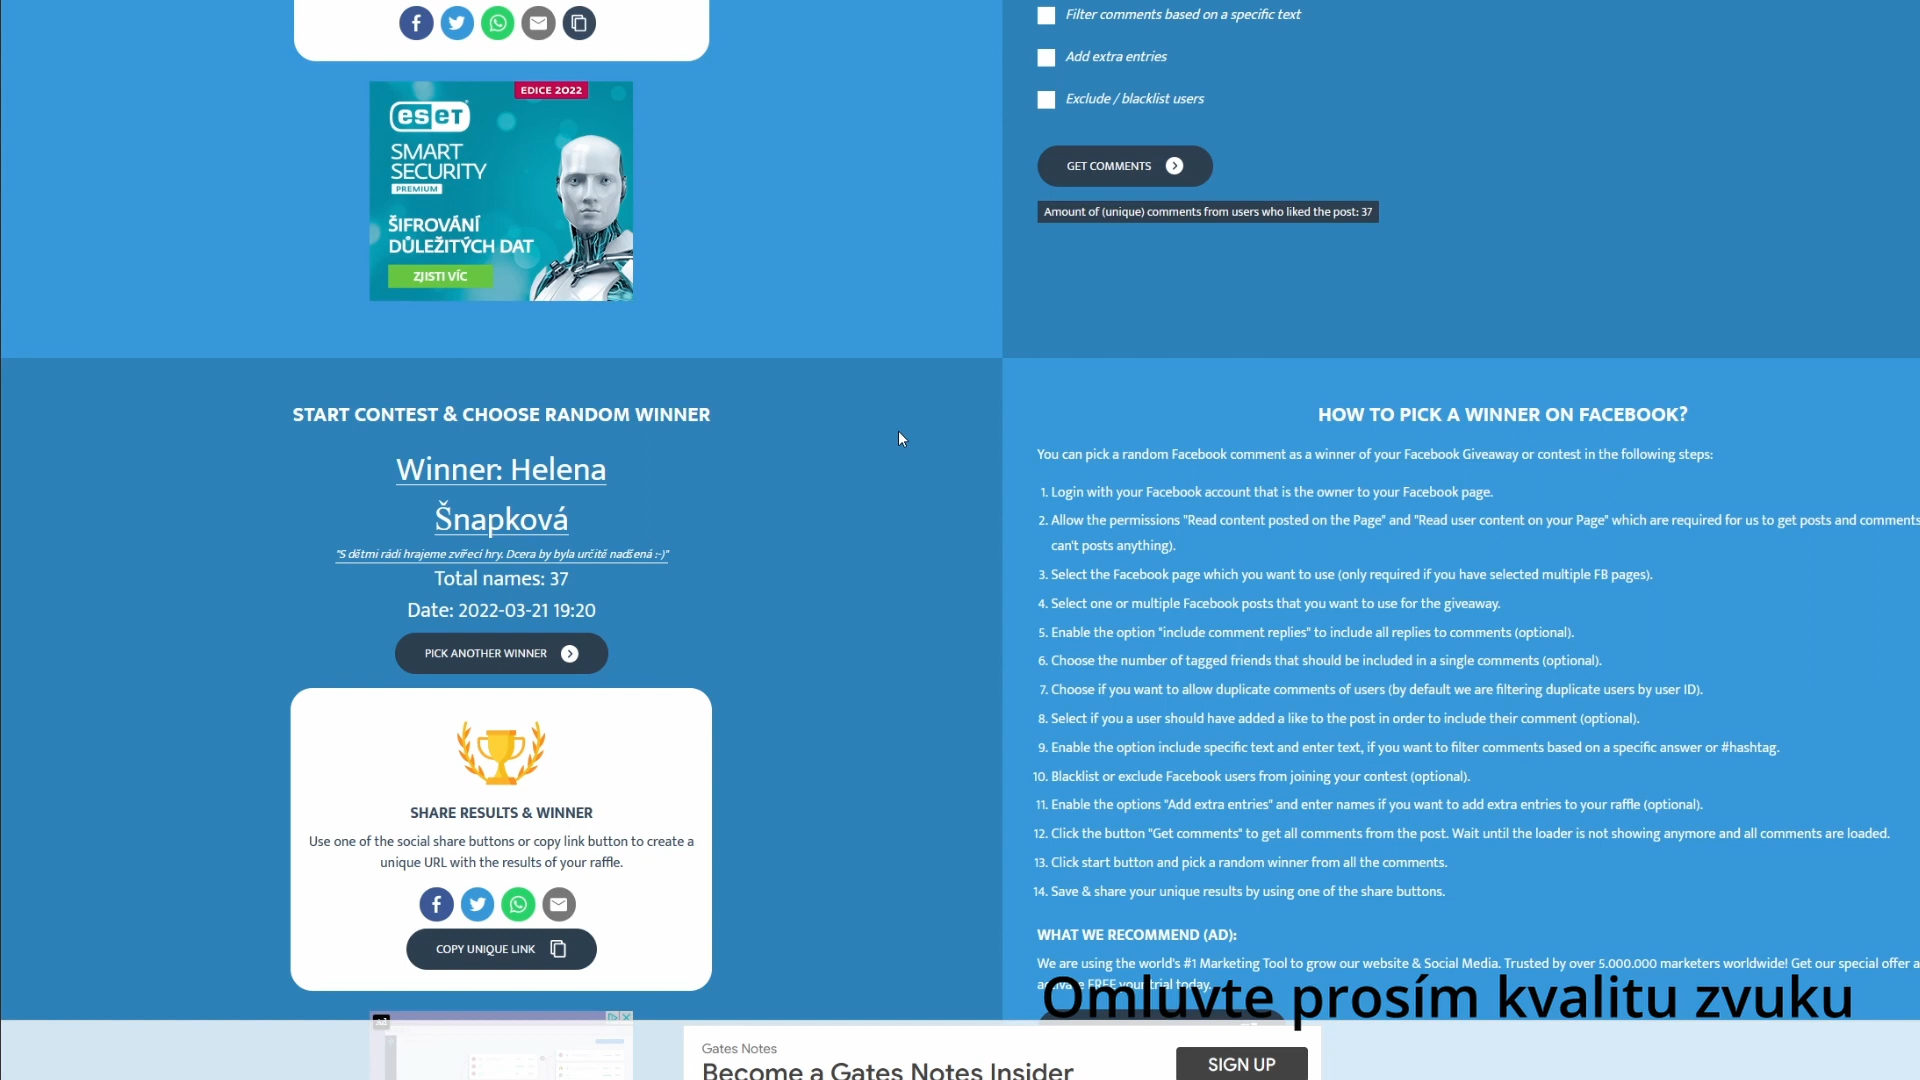 EDICE 2022
eset
SMART
SECURITY
PREMIUM
ŠIFROVÁNÍ
DŮLEŽITÝCH DAT
ZJISTI VÍC
Filter comments based on a specific text
Add extra entries
Exclude / blacklist users
GET COMMENTS
Amount of (unique) comments from users who liked the post: 37
START CONTEST & CHOOSE RANDOM WINNER
Winner: Helena
Šnapková
"S dětmi rádi hrajeme zvířecí hry. Dcera by byla určitě nadšená :-)"
Total names: 37
Date: 2022-03-21 19:20
PICK ANOTHER WINNER
SHARE RESULTS & WINNER
Use one of the social share buttons or copy link button to create a
unique URL with the results of your raffle.
COPY UNIQUE LINK
HOW TO PICK A WINNER ON FACEBOOK?
You can pick a random Facebook comment as a winner of your Facebook Giveaway or contest in the following steps:
1. Login with your Facebook account that is the owner to your Facebook page.
2. Allow the permissions "Read content posted on the Page" and "Read user content on your Page" which are required for us to get posts and comments
can't posts anything).
3. Select the Facebook page which you want to use (only required if you have selected multiple FB pages).
4. Select one or multiple Facebook posts that you want to use for the giveaway.
5. Enable the option "include comment replies" to include all replies to comments (optional).
6. Choose the number of tagged friends that should be included in a single comments (optional).
7. Choose if you want to allow duplicate comments of users (by default we are filtering duplicate users by user ID).
8. Select if you a user should have added a like to the post in order to include their comment (optional).
9. Enable the option include specific text and enter text, if you want to filter comments based on a specific answer or #hashtag.
10. Blacklist or exclude Facebook users from joining your contest (optional).
11. Enable the options "Add extra entries" and enter names if you want to add extra entries to your raffle (optional).
12. Click the button "Get comments" to get all comments from the post. Wait until the loader is not showing anymore and all comments are loaded.
13. Click start button and pick a random winner from all the comments.
14. Save & share your unique results by using one of the share buttons.
WHAT WE RECOMMEND (AD):
We are using the world's #1 Marketing Tool to grow our website & Social Media. Trusted by over 5.000.000 marketers worldwide! Get our special offer a
FREE your trial today.
Omluvte prosím kvalitu zvuku
Ad
Gates Notes
Become a Gates Notes Insider
SIGN UP